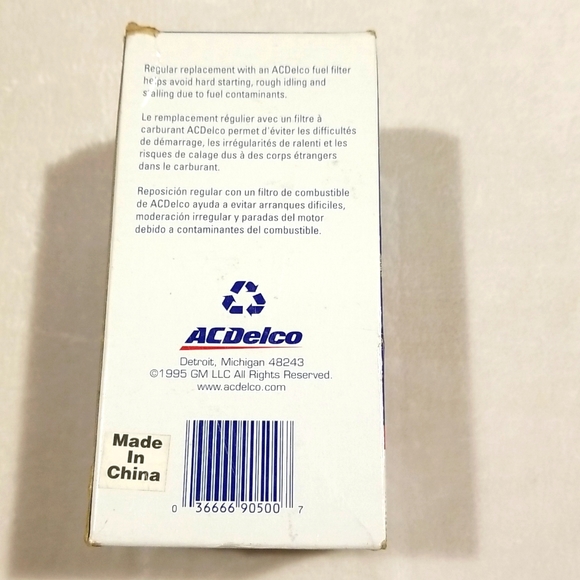 Regular replacement with an ACDelco fuel filter
helps avoid hard starting, rough idling and
stalling due to fuel contaminants.
Le remplacement régulier avec un filtre à
carburant ACDelco permet d'éviter les difficultés
de démarrage, les irrégularités de ralenti et les
risques de calage dus à des corps étrangers
dans le carburant.
Reposición regular con un filtro de combustible
de ACDelco ayuda a evitar arranques dificiles,
moderación irregular y paradas del motor
debido a contaminantes del combustible.
ACDelco
Detroit, Michigan 48243
©1995 GM LLC All Rights Reserved.
www.acdelco.com
Made
In
China
0 36666 90500 7